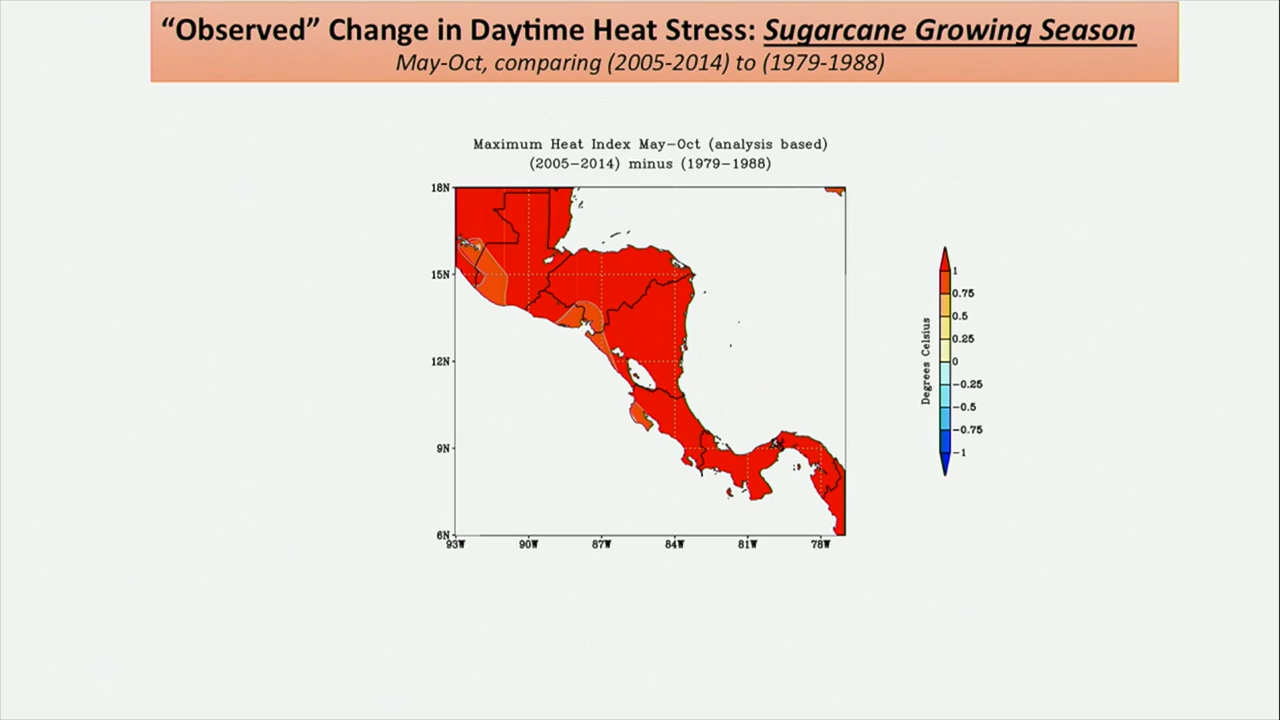 “Observed” Change in Daytime Heat Stress: Sugarcane Growing Season
May-Oct, comparing (2005-2014) to (1979-1988)
Maximum Heat Index May−Oct (analysis based)
(2005−2014) minus (1979−1988)
18N
15N
12N
9N
6N
93W 90W 87W 84W 81W 78W
Degrees Celsius
1
0.75
0.5
0.25
0
−0.25
−0.5
−0.75
−1